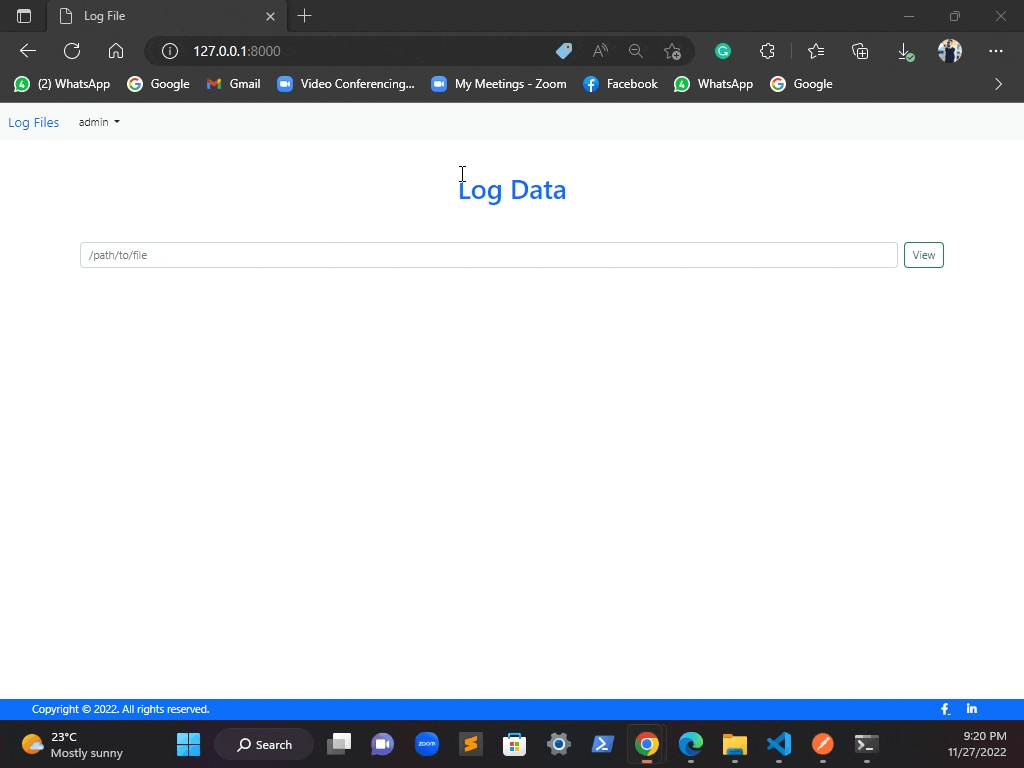 Log File
127.0.0.1:8000
(2) WhatsApp Google Gmail Video Conferencing... My Meetings - Zoom Facebook WhatsApp Google
Log Files admin
Log Data
/path/to/file View
Copyright © 2022. All rights reserved.
23°C
Mostly sunny
Search
zoom
9:20 PM
11/27/2022